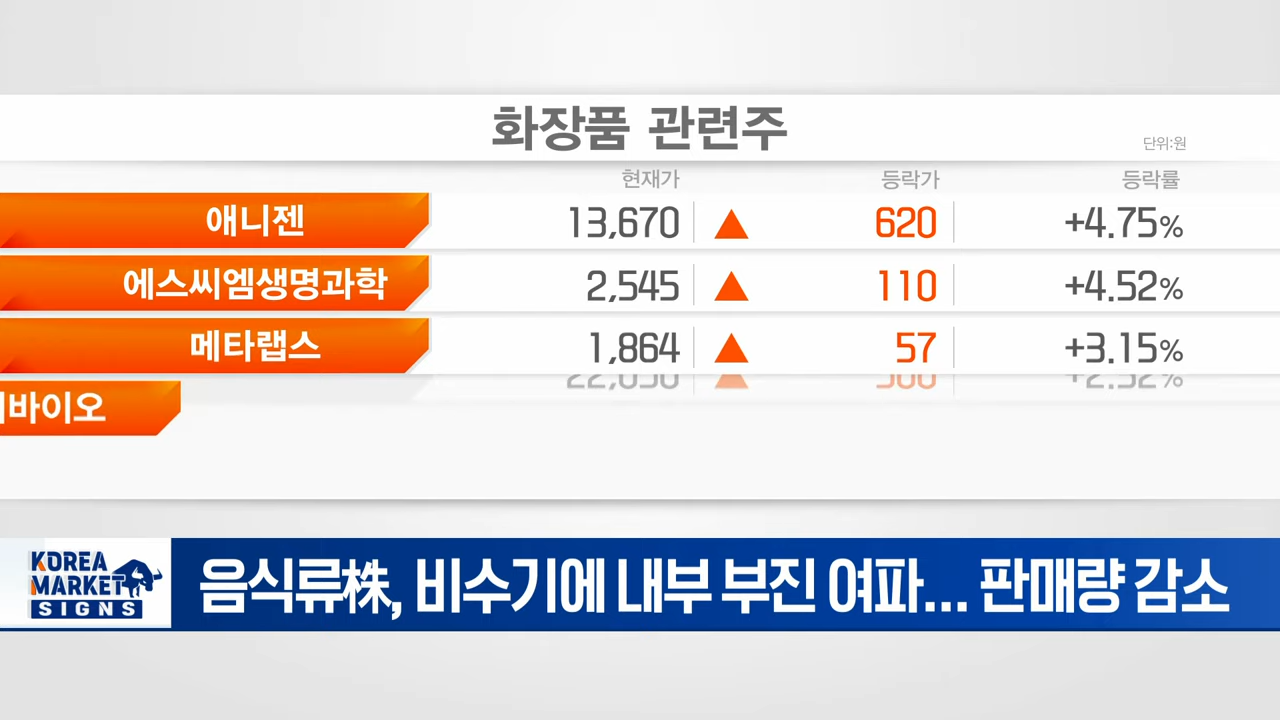 화장품 관련주
단위:원
현재가 등락가 등락률
애니젠 13,670 ▲ 620 +4.75%
에스씨엠생명과학 2,545 ▲ 110 +4.52%
메타랩스 1,864 ▲ 57 +3.15%
바이오
KOREA
MARKET
SIGNS
음식류株, 비수기에 내부 부진 여파... 판매량 감소